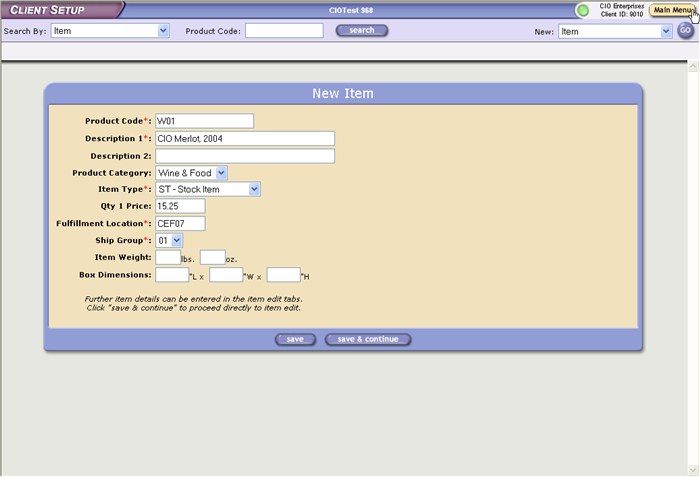 CLIENT SETUP
CIOTest 968
CIO Enterprises
Client ID: 9010
Main Menu
Search By: Item Product Code: search New: Item GO
New Item
Product Code*: W01
Description 1*: CIO Merlot, 2004
Description 2:
Product Category: Wine & Food
Item Type*: ST - Stock Item
Qty 1 Price: 15.25
Fulfillment Location*: CEF07
Ship Group*: 01
Item Weight: lbs. oz.
Box Dimensions: "L x "W x "H
Further item details can be entered in the item edit tabs.
Click "save & continue" to proceed directly to item edit.
save save & continue